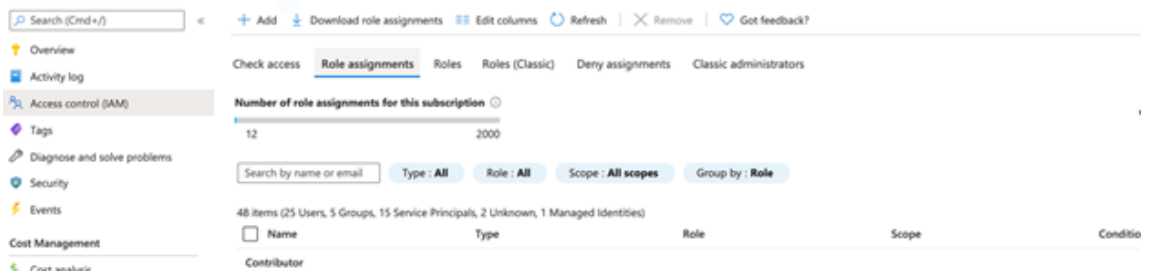 Search (Cmd+/)
«
Add
Download role assignments
Edit columns
Refresh
Remove
Got feedback?
Overview
Activity log
Access control (IAM)
Tags
Diagnose and solve problems
Security
Events
Cost Management
Cost analysis
Check access
Role assignments
Roles
Roles (Classic)
Deny assignments
Classic administrators
Number of role assignments for this subscription
12
2000
Search by name or email
Type : All
Role : All
Scope : All scopes
Group by : Role
48 items (25 Users, 5 Groups, 15 Service Principals, 2 Unknown, 1 Managed Identities)
Name
Type
Role
Scope
Conditio
Contributor